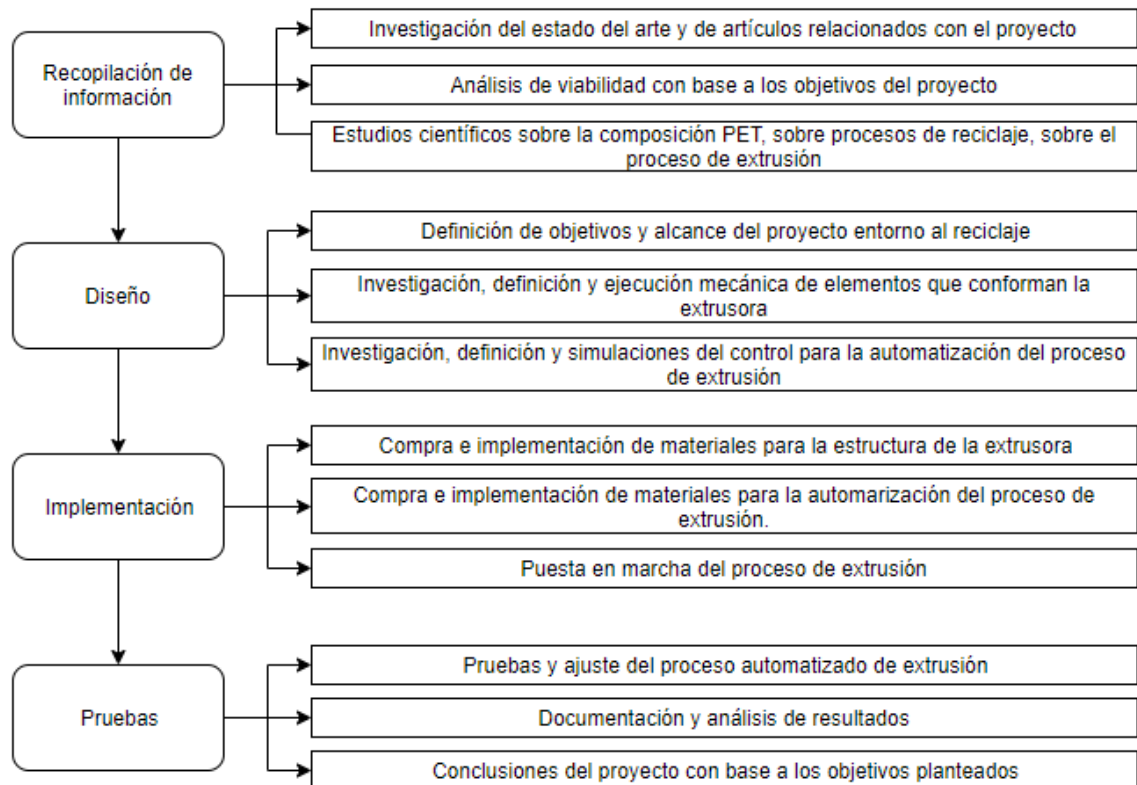 Recopilación de
información
Investigación del estado del arte y de artículos relacionados con el proyecto
Análisis de viabilidad con base a los objetivos del proyecto
Estudios científicos sobre la composición PET, sobre procesos de reciclaje, sobre el
proceso de extrusión
Diseño
Definición de objetivos y alcance del proyecto entorno al reciclaje
Investigación, definición y ejecución mecánica de elementos que conforman la
extrusora
Investigación, definición y simulaciones del control para la automatización del proceso
de extrusión
Implementación
Compra e implementación de materiales para la estructura de la extrusora
Compra e implementación de materiales para la automarización del proceso de
extrusión.
Puesta en marcha del proceso de extrusión
Pruebas
Pruebas y ajuste del proceso automatizado de extrusión
Documentación y análisis de resultados
Conclusiones del proyecto con base a los objetivos planteados